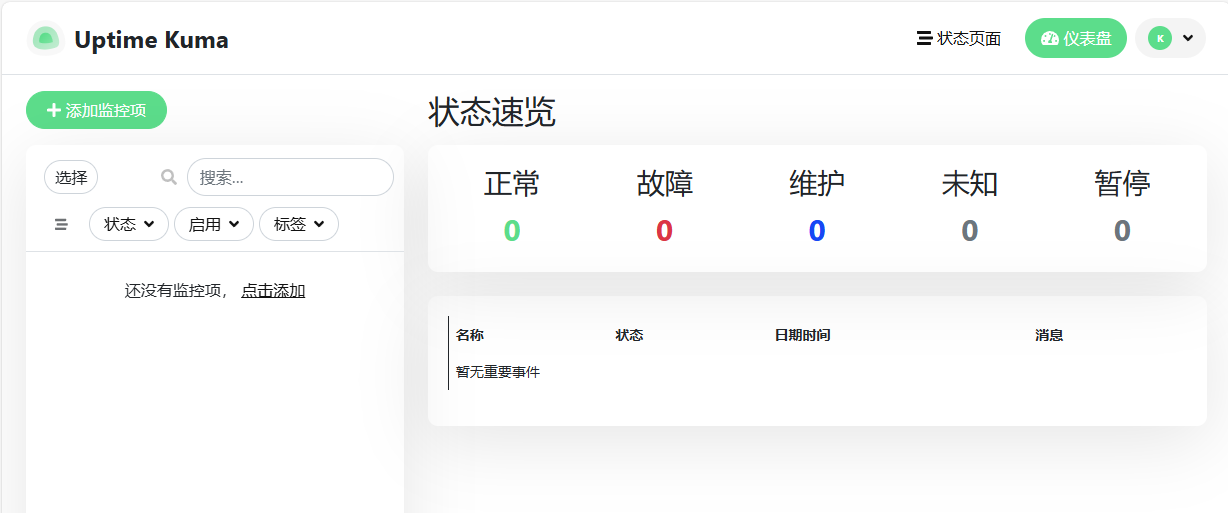 Uptime Kuma
状态页面
仪表盘
K
添加监控项
选择
搜索...
状态
启用
标签
还没有监控项， 点击添加
状态速览
正常 故障 维护 未知 暂停
0 0 0 0 0
名称 状态 日期时间 消息
暂无重要事件